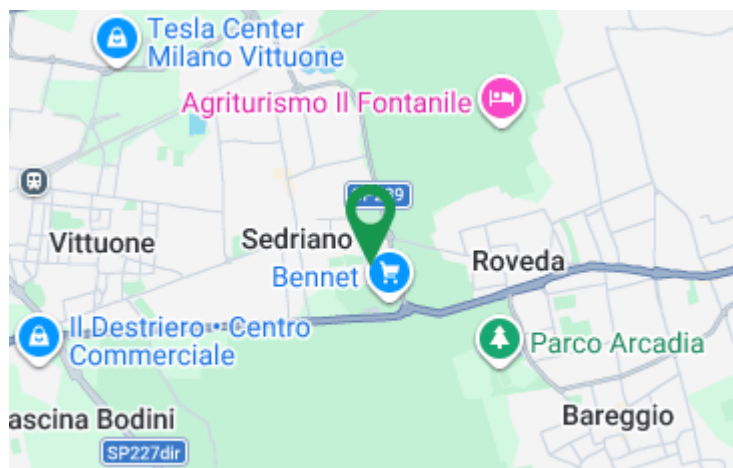 Tesla Center
Milano Vittuone
Agriturismo Il Fontanile
Sedriano
Vittuone
Bennet
Roveda
Il Destriero • Centro
Commerciale
Parco Arcadia
ascina Bodini
Bareggio
SP227dir